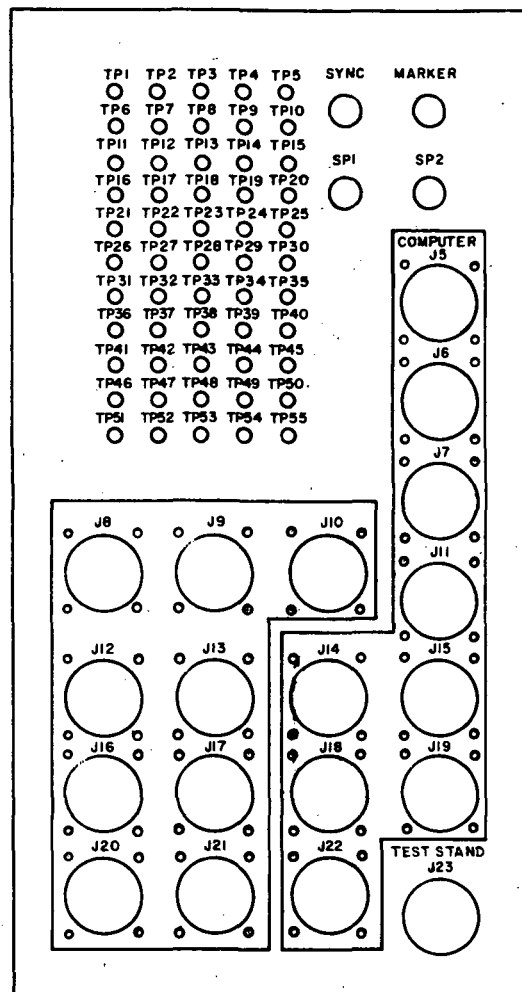 TP1 TP2 TP3 TP4 TP5 SYNC MARKER
TP6 TP7 TP8 TP9 TP10
TP11 TP12 TP13 TP14 TP15 SP1 SP2
TP16 TP17 TP18 TP19 TP20
TP21 TP22 TP23 TP24 TP25
TP26 TP27 TP28 TP29 TP30
TP31 TP32 TP33 TP34 TP35
TP36 TP37 TP38 TP39 TP40
TP41 TP42 TP43 TP44 TP45
TP46 TP47 TP48 TP49 TP50
TP51 TP52 TP53 TP54 TP55
COMPUTER
J5
J6
J7
J8 J9 J10
J11
J12 J13 J14 J15
J16 J17 J18 J19
J20 J21 J22
TEST STAND
J23